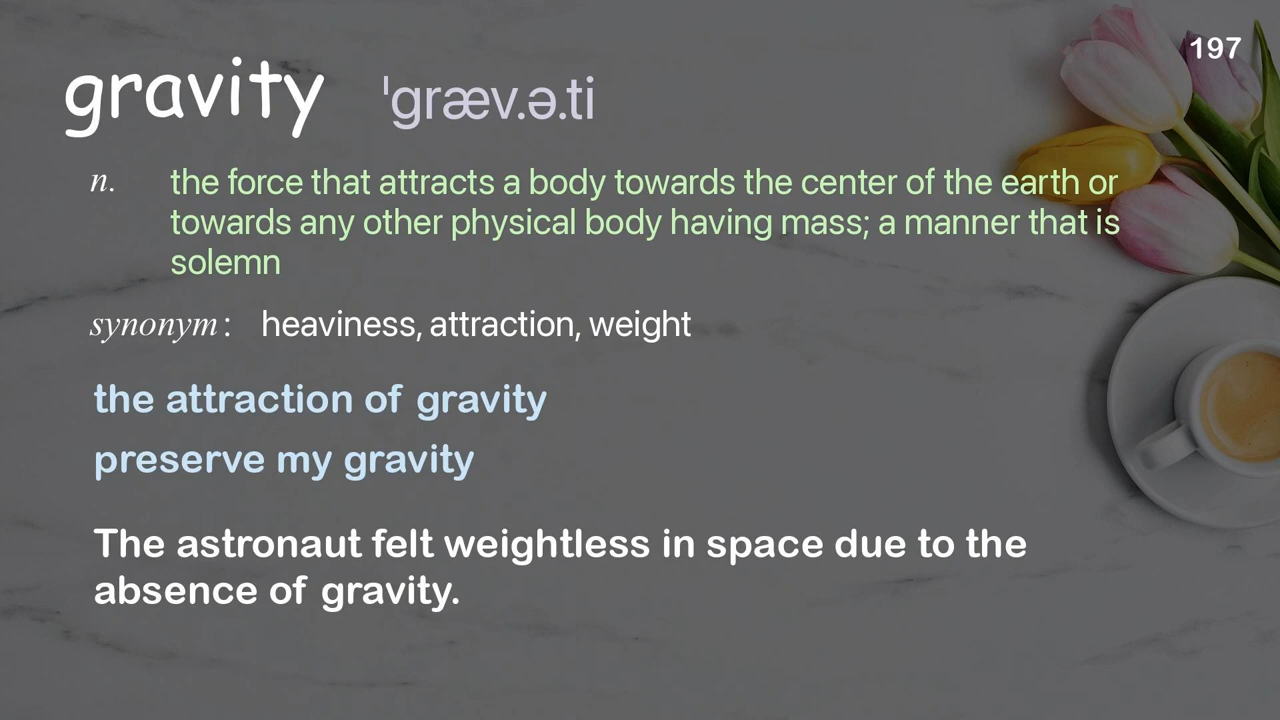 197
gravity ˈɡræv.ə.ti
n. the force that attracts a body towards the center of the earth or
towards any other physical body having mass; a manner that is
solemn
synonym: heaviness, attraction, weight
the attraction of gravity
preserve my gravity
The astronaut felt weightless in space due to the
absence of gravity.